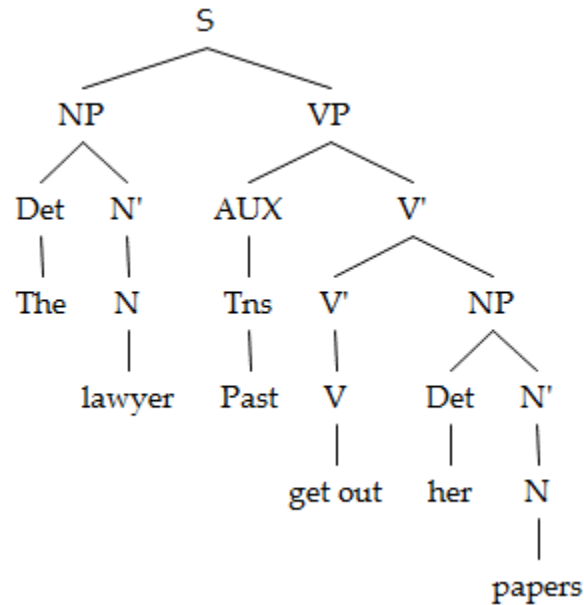 S
NP VP
Det N' AUX V'
The N Tns V' NP
lawyer Past V Det N'
get out her N
papers